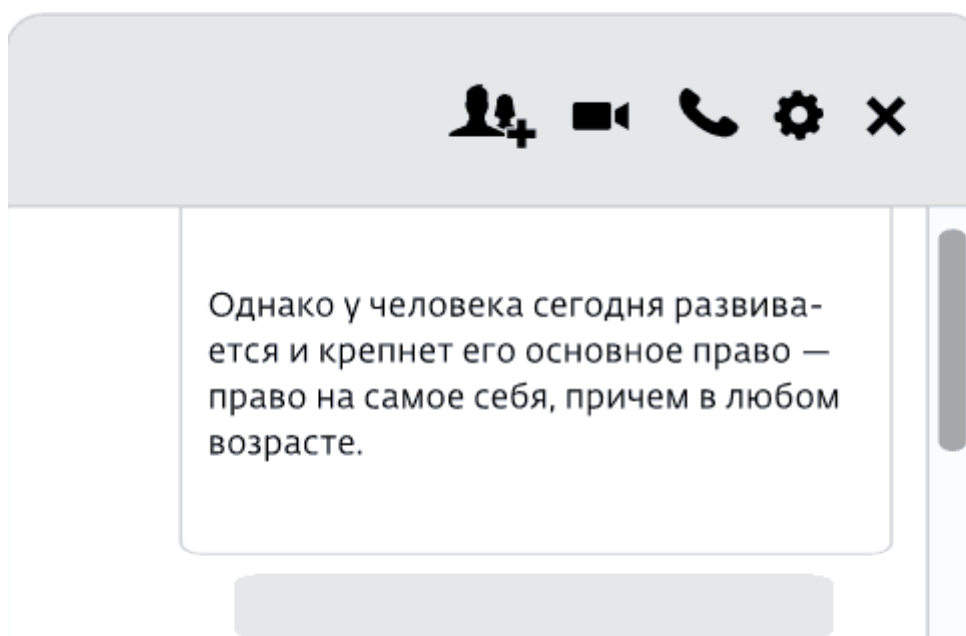 Однако у человека сегодня развива-
ется и крепнет его основное право —
право на самое себя, причем в любом
возрасте.